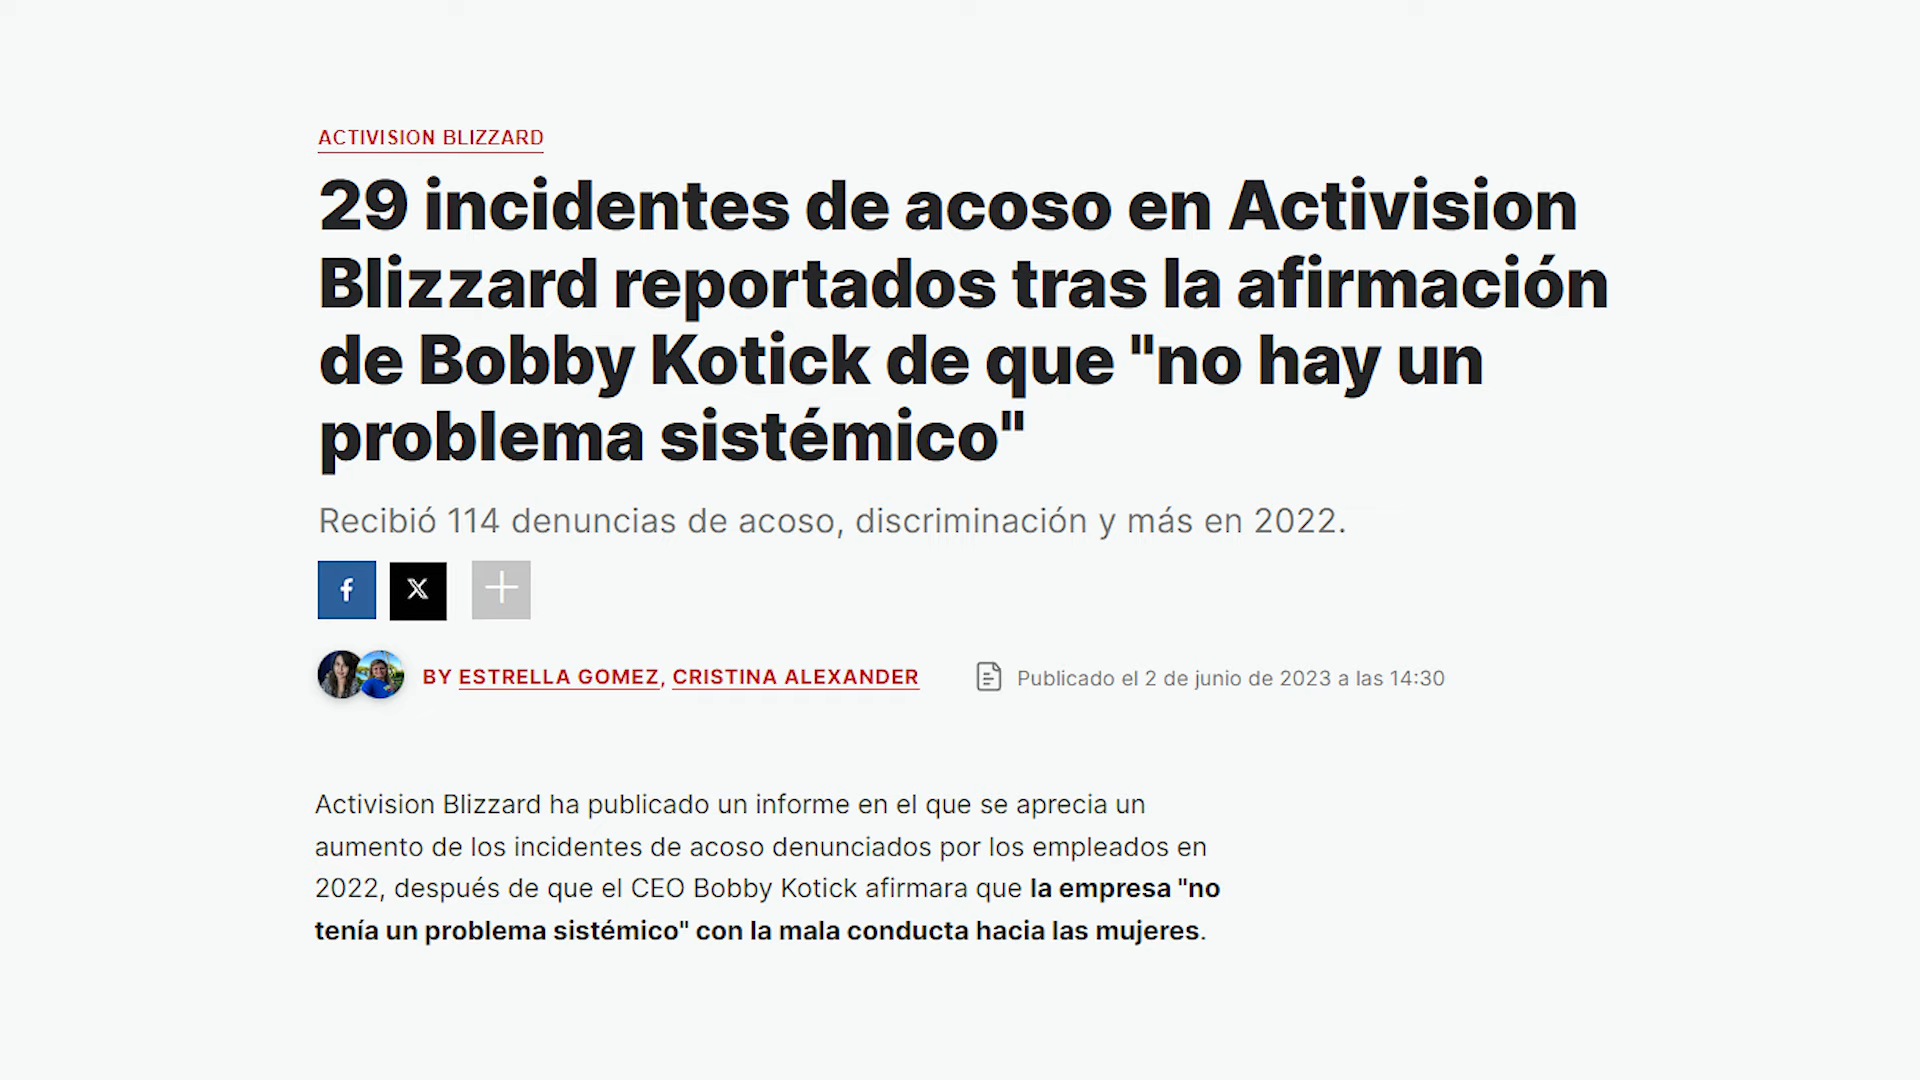 ACTIVISION BLIZZARD
29 incidentes de acoso en Activision
Blizzard reportados tras la afirmación
de Bobby Kotick de que "no hay un
problema sistémico"
Recibió 114 denuncias de acoso, discriminación y más en 2022.
BY ESTRELLA GOMEZ, CRISTINA ALEXANDER
Publicado el 2 de junio de 2023 a las 14:30
Activision Blizzard ha publicado un informe en el que se aprecia un
aumento de los incidentes de acoso denunciados por los empleados en
2022, después de que el CEO Bobby Kotick afirmara que la empresa "no
tenía un problema sistémico" con la mala conducta hacia las mujeres.